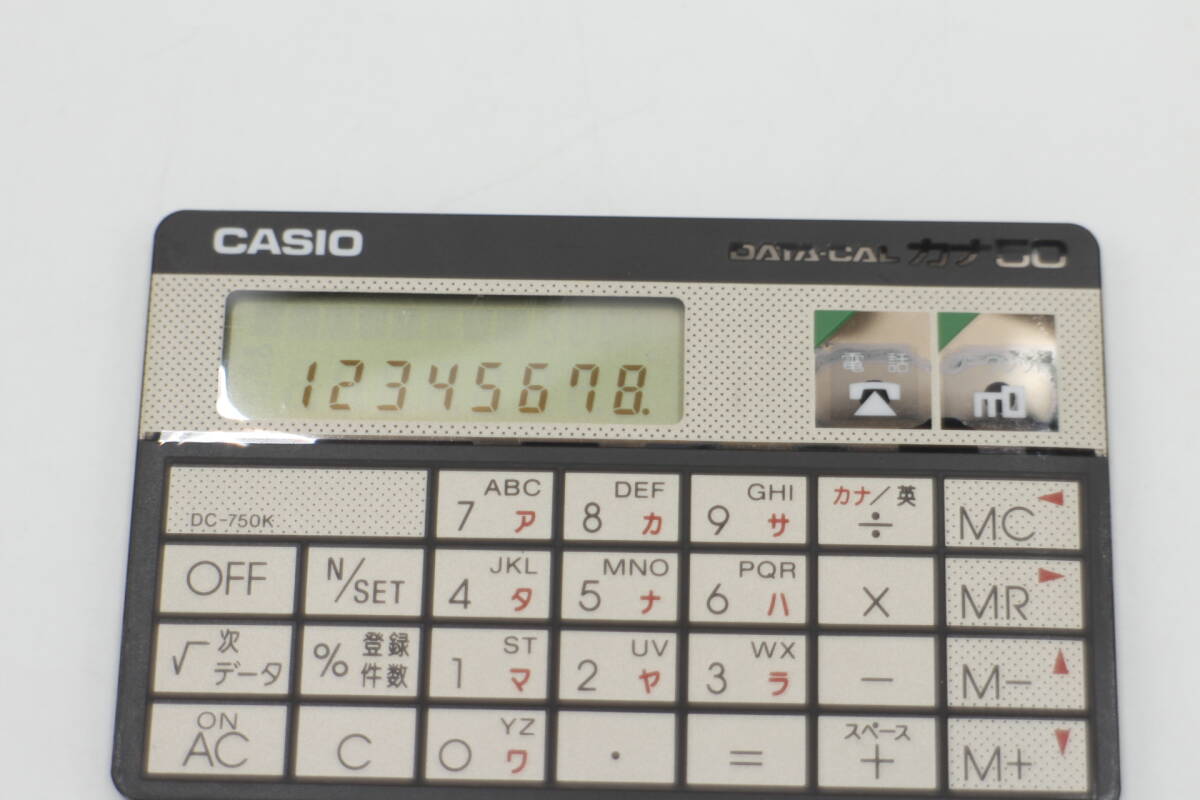 CASIO
DATA-CAL カナ50
電話
12345678.
DC-750K
ABC
7 ア
DEF
8 カ
GHI
9 サ
カナ/英
÷
MC
OFF
N/SET
JKL
4 タ
MNO
5 ナ
PQR
6 ハ
×
MR
√ 次
データ
% 登録
件数
ST
1 マ
UV
2 ヤ
WX
3 ラ
−
M−
ON
AC
C
YZ
0 ワ
·
=
スペース
+
M+